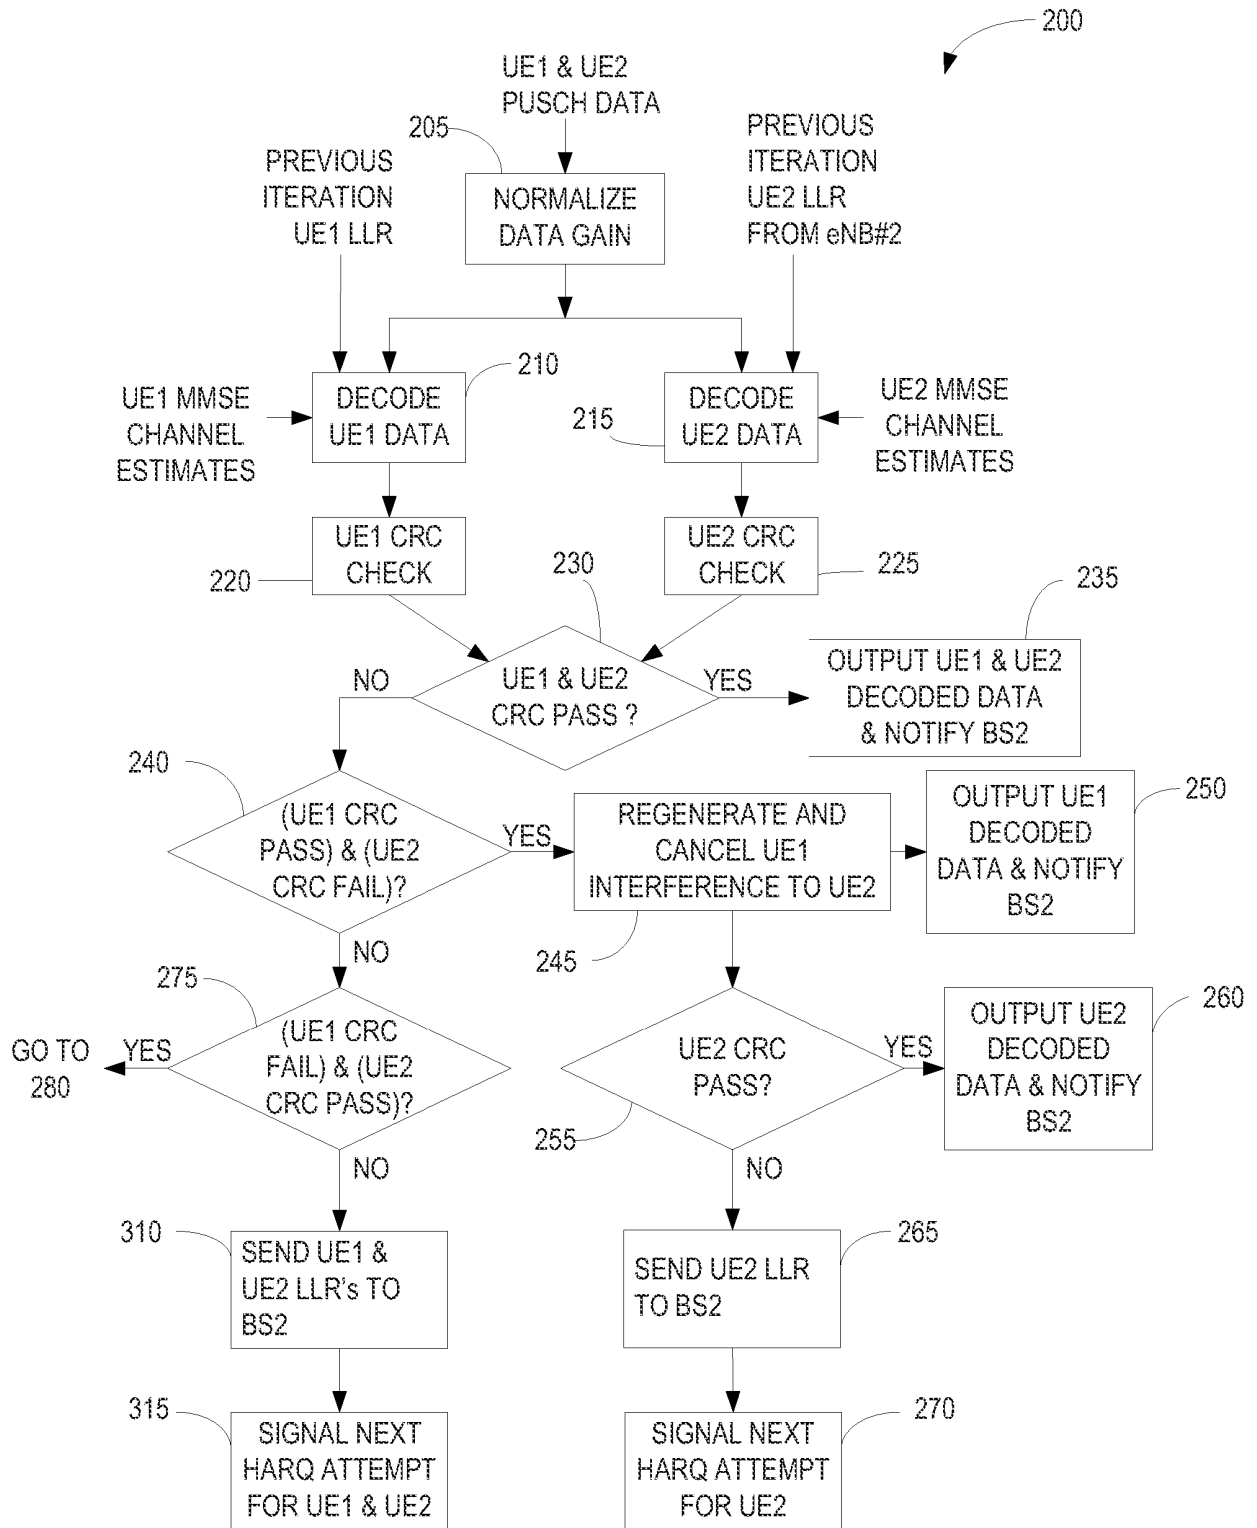 200
UE1 & UE2
PUSCH DATA
205
PREVIOUS
ITERATION
UE1 LLR
NORMALIZE
DATA GAIN
PREVIOUS
ITERATION
UE2 LLR
FROM eNB#2
UE1 MMSE
CHANNEL
ESTIMATES
DECODE
UE1 DATA
210
215
DECODE
UE2 DATA
UE2 MMSE
CHANNEL
ESTIMATES
220
UE1 CRC
CHECK
UE2 CRC
CHECK
225
230
UE1 & UE2
CRC PASS ?
NO
YES
235
OUTPUT UE1 & UE2
DECODED DATA
& NOTIFY BS2
240
(UE1 CRC
PASS) & (UE2
CRC FAIL)?
YES
REGENERATE AND
CANCEL UE1
INTERFERENCE TO UE2
245
OUTPUT UE1
DECODED
DATA & NOTIFY
BS2
250
NO
275
(UE1 CRC
FAIL) & (UE2
CRC PASS)?
YES
GO TO
280
UE2 CRC
PASS?
255
YES
OUTPUT UE2
DECODED
DATA & NOTIFY
BS2
260
NO
NO
310
SEND UE1 &
UE2 LLR's TO
BS2
SEND UE2 LLR
TO BS2
265
315
SIGNAL NEXT
HARQ ATTEMPT
FOR UE1 & UE2
SIGNAL NEXT
HARQ ATTEMPT
FOR UE2
270